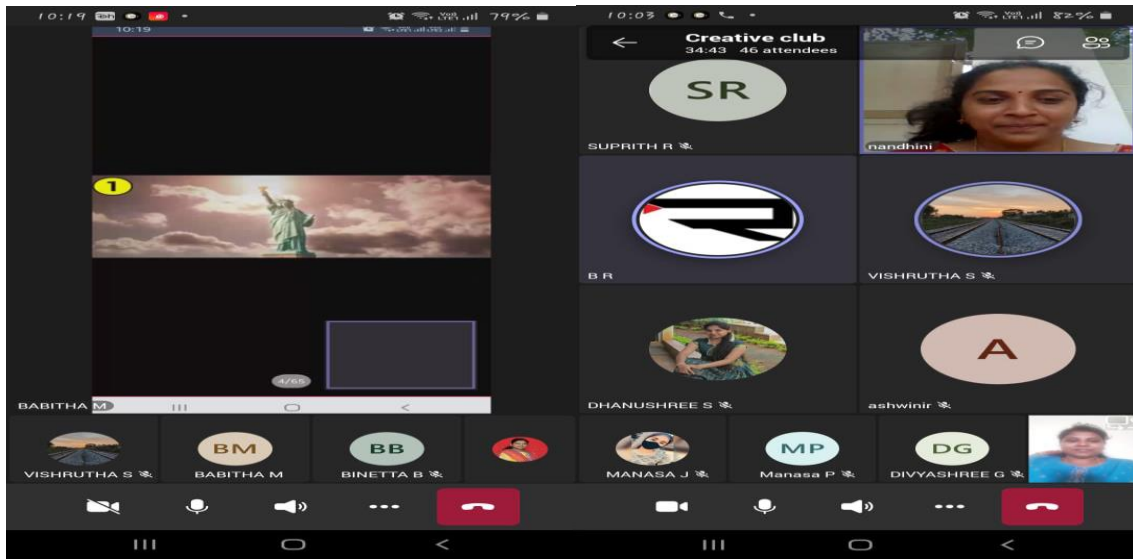 10:19
79%
10:19
1
4/65
BABITHA M
VISHRUTHA S
BM
BABITHA M
BB
BINETTA B
10:03
82%
Creative club
34:43 46 attendees
SR
SUPRITH R
nandhini
B R
VISHRUTHA S
DHANUSHREE S
A
ashwinir
MANASA J
MP
Manasa P
DG
DIVYASHREE G